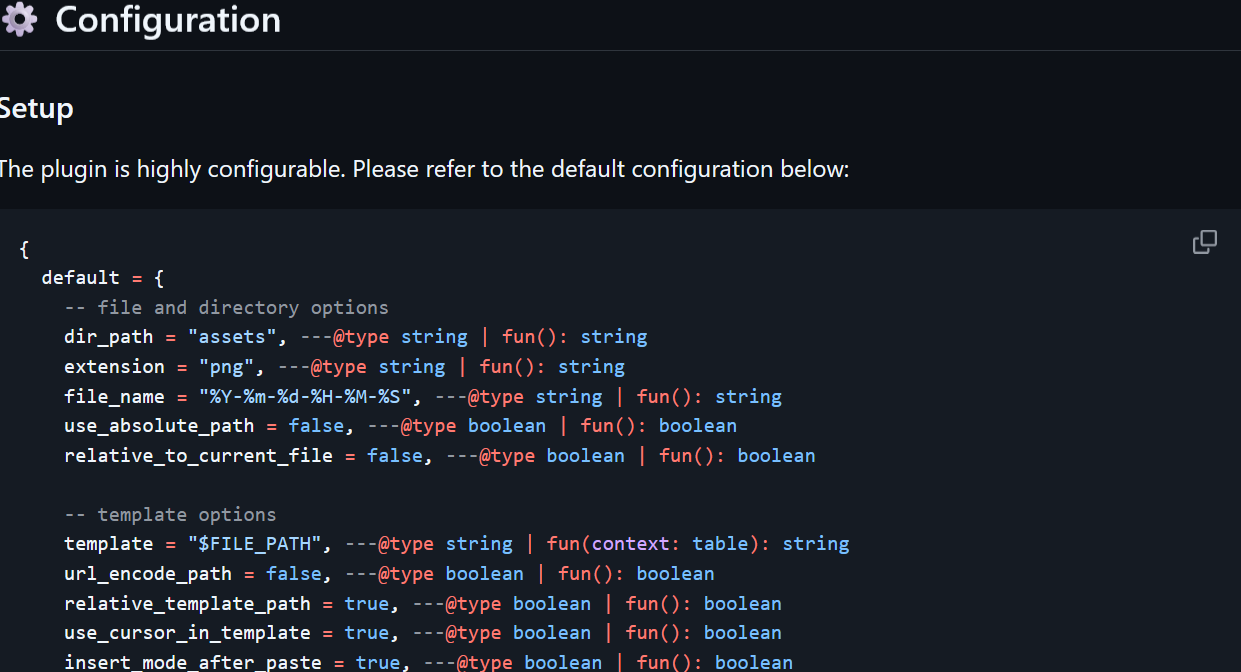 Configuration
Setup
The plugin is highly configurable. Please refer to the default configuration below:
{
  default = {
    -- file and directory options
    dir_path = "assets", ---@type string | fun(): string
    extension = "png", ---@type string | fun(): string
    file_name = "%Y-%m-%d-%H-%M-%S", ---@type string | fun(): string
    use_absolute_path = false, ---@type boolean | fun(): boolean
    relative_to_current_file = false, ---@type boolean | fun(): boolean

    -- template options
    template = "$FILE_PATH", ---@type string | fun(context: table): string
    url_encode_path = false, ---@type boolean | fun(): boolean
    relative_template_path = true, ---@type boolean | fun(): boolean
    use_cursor_in_template = true, ---@type boolean | fun(): boolean
    insert_mode_after_paste = true, ---@type boolean | fun(): boolean